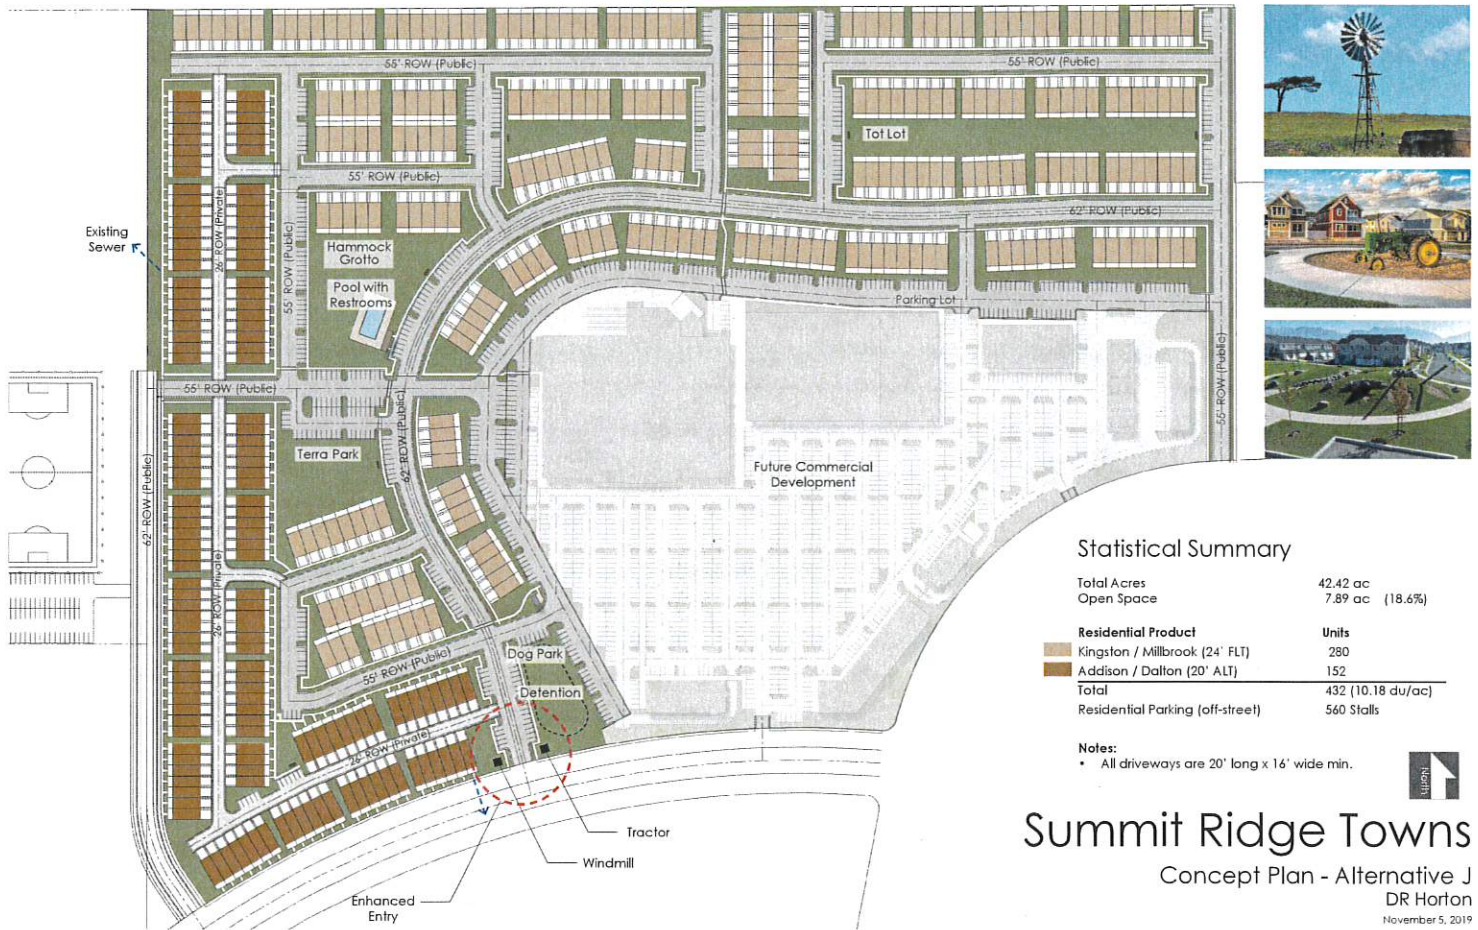 55' ROW (Public)
55' ROW (Public)
Tot Lot
55' ROW (Public)
26' ROW (Private)
62' ROW (Public)
Existing
Sewer
Hammock
Grotto
55' ROW (Public)
Pool with
Restrooms
Parking Lot
55' ROW (Public)
55' ROW (Public)
62' ROW (Public)
Terra Park
62' ROW (Public)
Future Commercial
Development
26' ROW (Private)
Dog Park
55' ROW (Public)
Detention
26' ROW (Private)
Tractor
Windmill
Enhanced
Entry
Statistical Summary
Total Acres 42.42 ac
Open Space 7.89 ac (18.6%)
Residential Product Units
Kingston / Millbrook (24' FLT) 280
Addison / Dalton (20' ALT) 152
Total 432 (10.18 du/ac)
Residential Parking (off-street) 560 Stalls
Notes:
• All driveways are 20' long x 16' wide min.
North
Summit Ridge Towns
Concept Plan - Alternative J
DR Horton
November 5, 2019